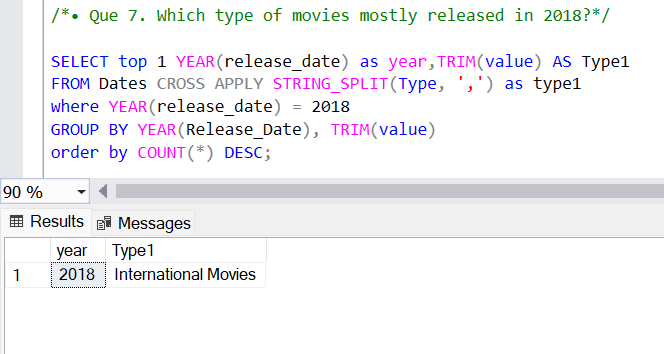 /*• Que 7. Which type of movies mostly released in 2018?*/
SELECT top 1 YEAR(release_date) as year,TRIM(value) AS Type1
FROM Dates CROSS APPLY STRING_SPLIT(Type, ',') as type1
where YEAR(release_date) = 2018
GROUP BY YEAR(Release_Date), TRIM(value)
order by COUNT(*) DESC;
90 %
Results Messages
year Type1
1 2018 International Movies